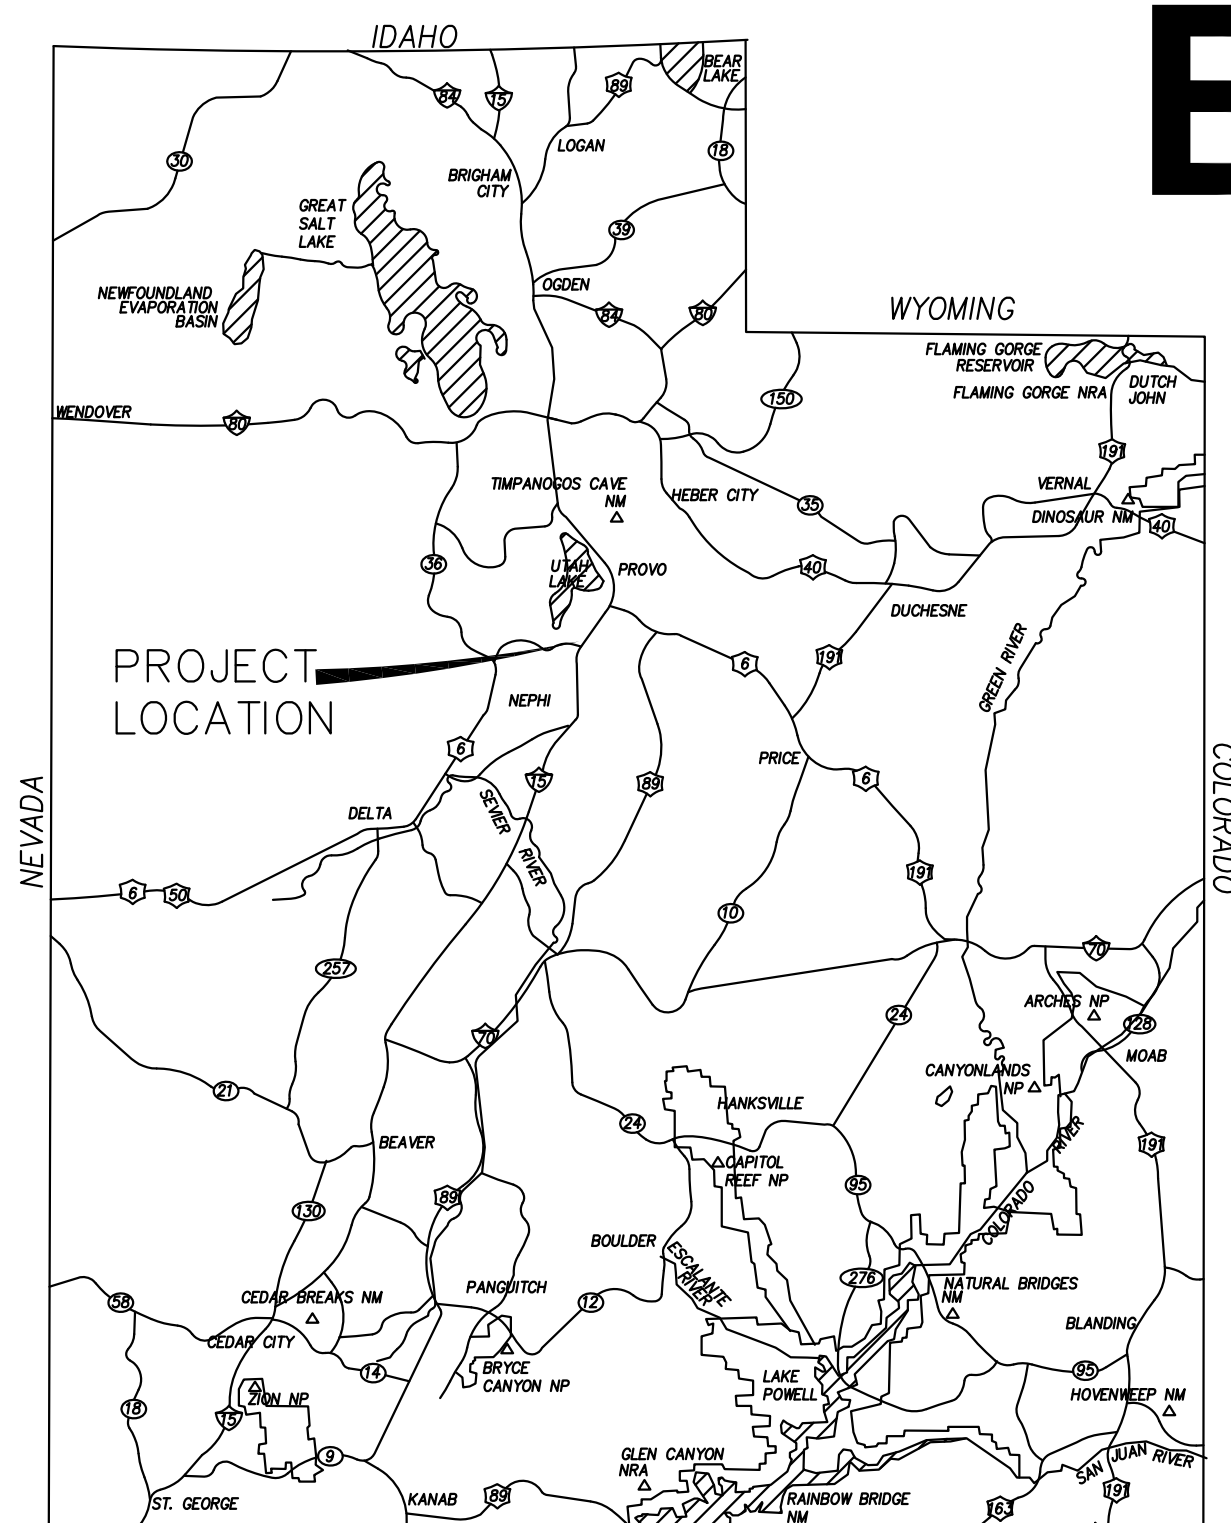 IDAHO
E
BEAR
LAKE
84
15
89
LOGAN
18
30
BRIGHAM
CITY
GREAT
SALT
LAKE
39
OGDEN
NEWFOUNDLAND
EVAPORATION
BASIN
84
80
WYOMING
FLAMING GORGE
RESERVOIR
FLAMING GORGE NRA
DUTCH
JOHN
150
WENDOVER
80
191
TIMPANOGOS CAVE
NM
HEBER CITY
35
VERNAL
DINOSAUR NM
40
36
UTAH
LAKE
PROVO
40
DUCHESNE
GREEN RIVER
PROJECT
LOCATION
6
191
NEPHI
6
PRICE
15
89
6
NEVADA
COLORADO
DELTA
SEVIER
RIVER
191
6
50
10
257
70
ARCHES NP
24
128
70
MOAB
CANYONLANDS
NP
21
HANKSVILLE
24
BEAVER
RIVER
191
CAPITOL
REEF NP
95
89
130
COLORADO
BOULDER
ESCALANTE
RIVER
276
NATURAL BRIDGES
NM
PANGUITCH
58
CEDAR BREAKS NM
12
BLANDING
CEDAR CITY
14
BRYCE
CANYON NP
LAKE
POWELL
95
HOVENWEEP NM
ZION NP
18
15
9
GLEN CANYON
NRA
SAN JUAN RIVER
191
ST. GEORGE
KANAB
89
RAINBOW BRIDGE
NM
163